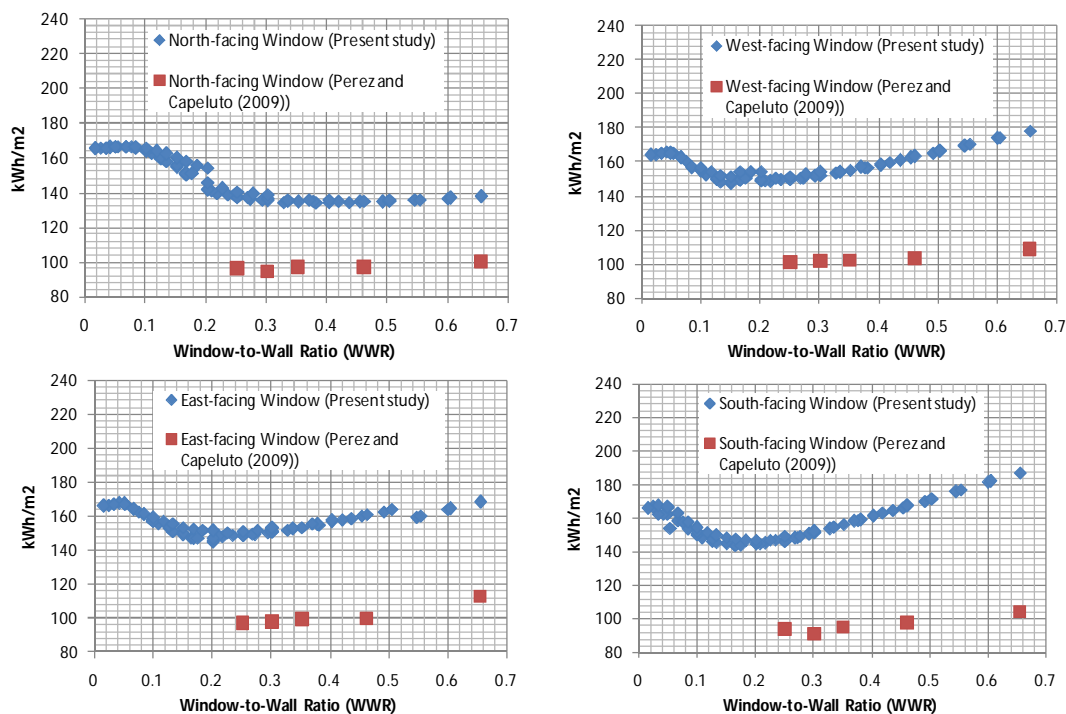 240
220
200
180
160
140
120
100
80
kWh/m2
North-facing Window (Present study)
North-facing Window (Perez and
Capeluto (2009))
0 0.1 0.2 0.3 0.4 0.5 0.6 0.7
Window-to-Wall Ratio (WWR)
240
220
200
180
160
140
120
100
80
kWh/m2
West-facing Window (Present study)
West-facing Window (Perez and
Capeluto (2009))
0 0.1 0.2 0.3 0.4 0.5 0.6 0.7
Window-to-Wall Ratio (WWR)
240
220
200
180
160
140
120
100
80
kWh/m2
East-facing Window (Present study)
East-facing Window (Perez and
Capeluto (2009))
0 0.1 0.2 0.3 0.4 0.5 0.6 0.7
Window-to-Wall Ratio (WWR)
240
220
200
180
160
140
120
100
80
kWh/m2
South-facing Window (Present study)
South-facing Window (Perez and
Capeluto (2009))
0 0.1 0.2 0.3 0.4 0.5 0.6 0.7
Window-to-Wall Ratio (WWR)